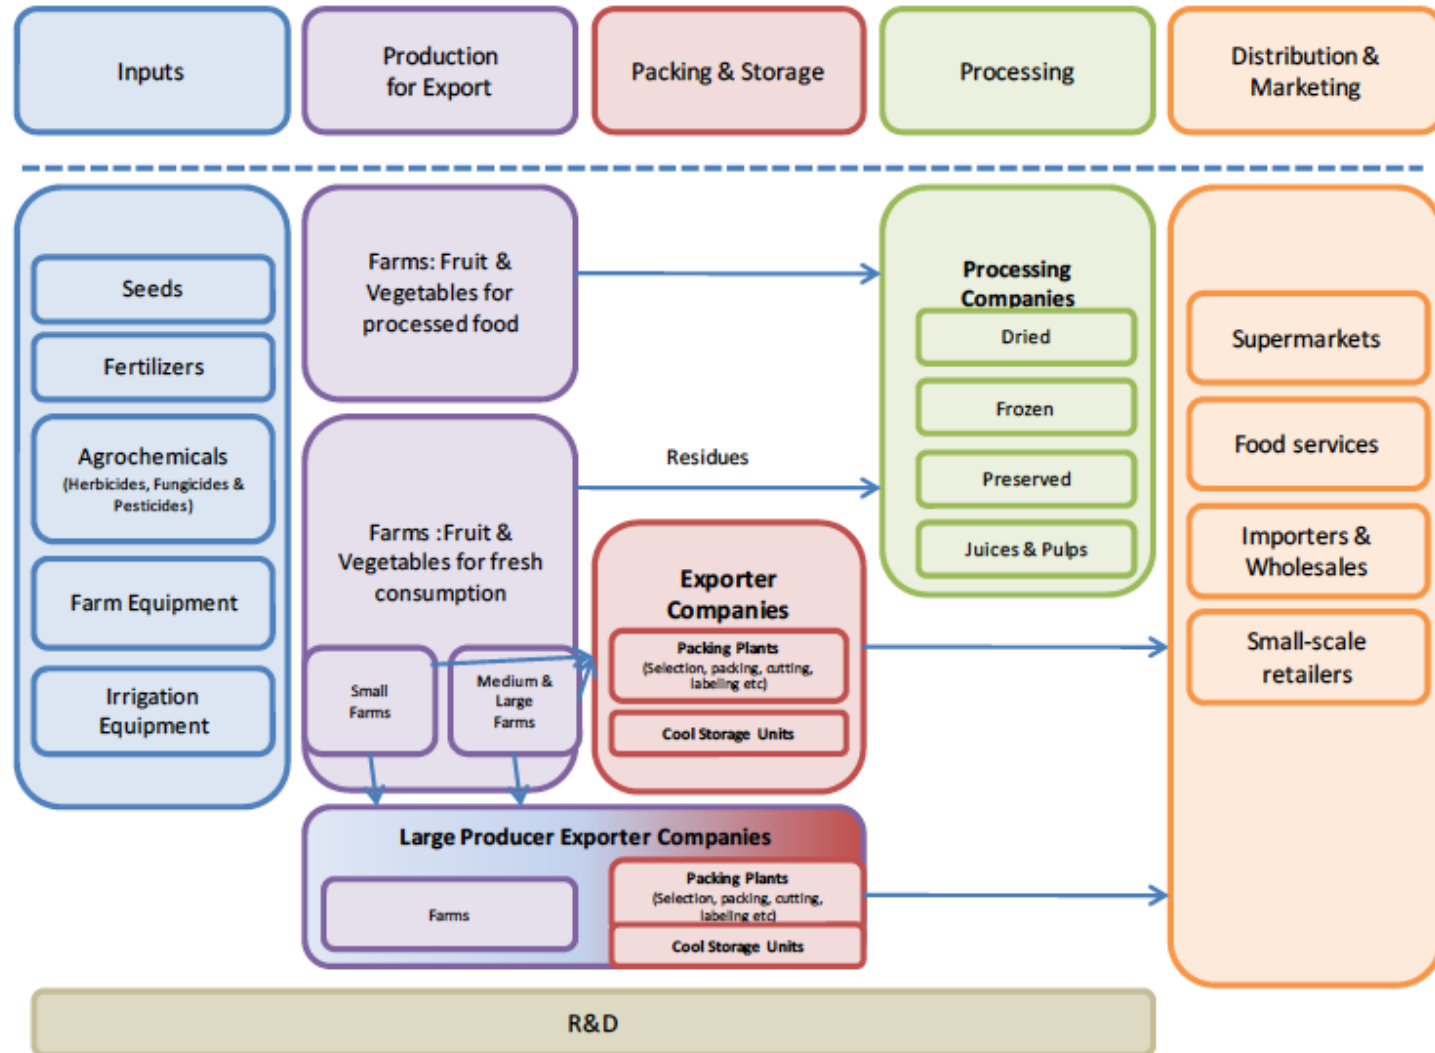 Inputs
Production
for Export
Packing & Storage
Processing
Distribution &
Marketing
Seeds
Fertilizers
Agrochemicals
(Herbicides, Fungicides &
Pesticides)
Farm Equipment
Irrigation
Equipment
Farms: Fruit &
Vegetables for
processed food
Farms :Fruit &
Vegetables for fresh
consumption
Small
Farms
Medium &
Large
Farms
Residues
Exporter
Companies
Packing Plants
(Selection, packing, cutting,
labeling etc)
Cool Storage Units
Large Producer Exporter Companies
Farms
Packing Plants
(Selection, packing, cutting,
labeling etc)
Cool Storage Units
Processing
Companies
Dried
Frozen
Preserved
Juices & Pulps
Supermarkets
Food services
Importers &
Wholesales
Small-scale
retailers
R&D